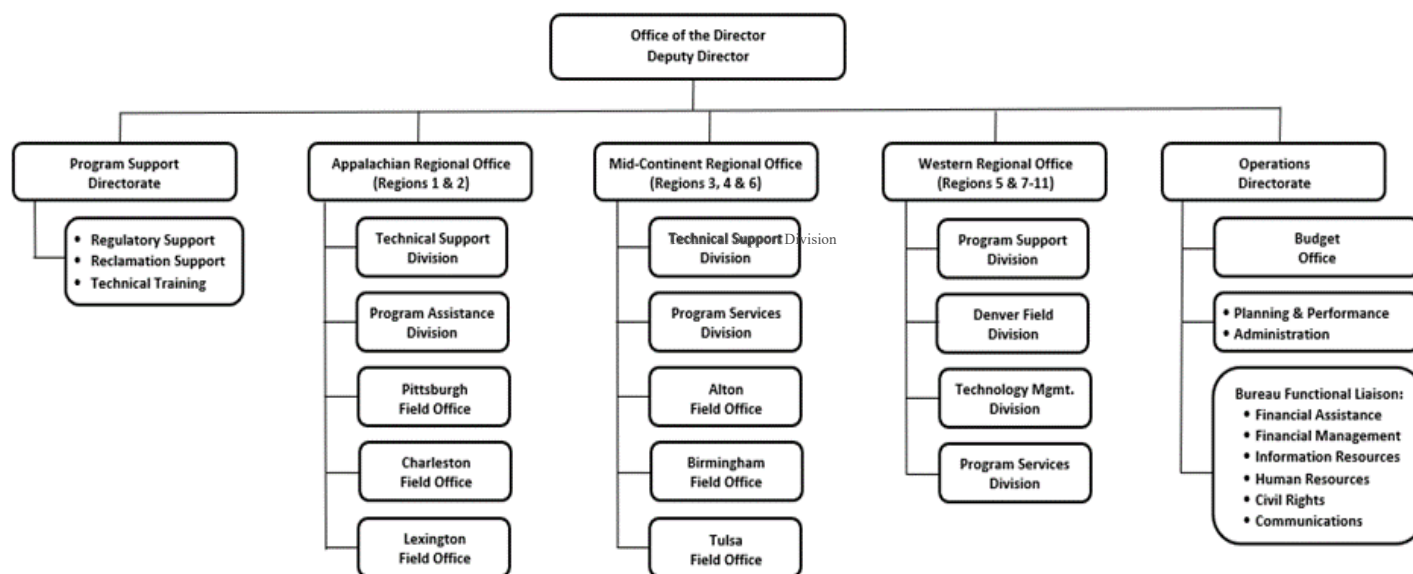 Office of the Director
Deputy Director
Program Support
Directorate
• Regulatory Support
• Reclamation Support
• Technical Training
Appalachian Regional Office
(Regions 1 & 2)
Technical Support
Division
Program Assistance
Division
Pittsburgh
Field Office
Charleston
Field Office
Lexington
Field Office
Mid-Continent Regional Office
(Regions 3, 4 & 6)
Technical Support Division
Division
Program Services
Division
Alton
Field Office
Birmingham
Field Office
Tulsa
Field Office
Western Regional Office
(Regions 5 & 7-11)
Program Support
Division
Denver Field
Division
Technology Mgmt.
Division
Program Services
Division
Operations
Directorate
Budget
Office
• Planning & Performance
• Administration
Bureau Functional Liaison:
• Financial Assistance
• Financial Management
• Information Resources
• Human Resources
• Civil Rights
• Communications